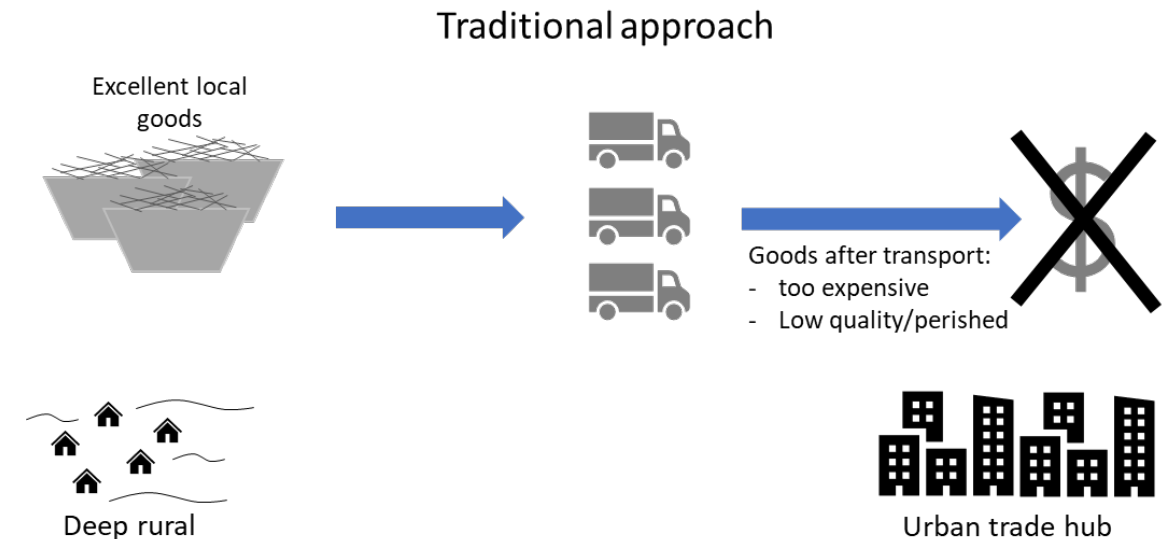 Traditional approach
Excellent local
goods
Goods after transport:
- too expensive
- Low quality/perished
Deep rural
Urban trade hub